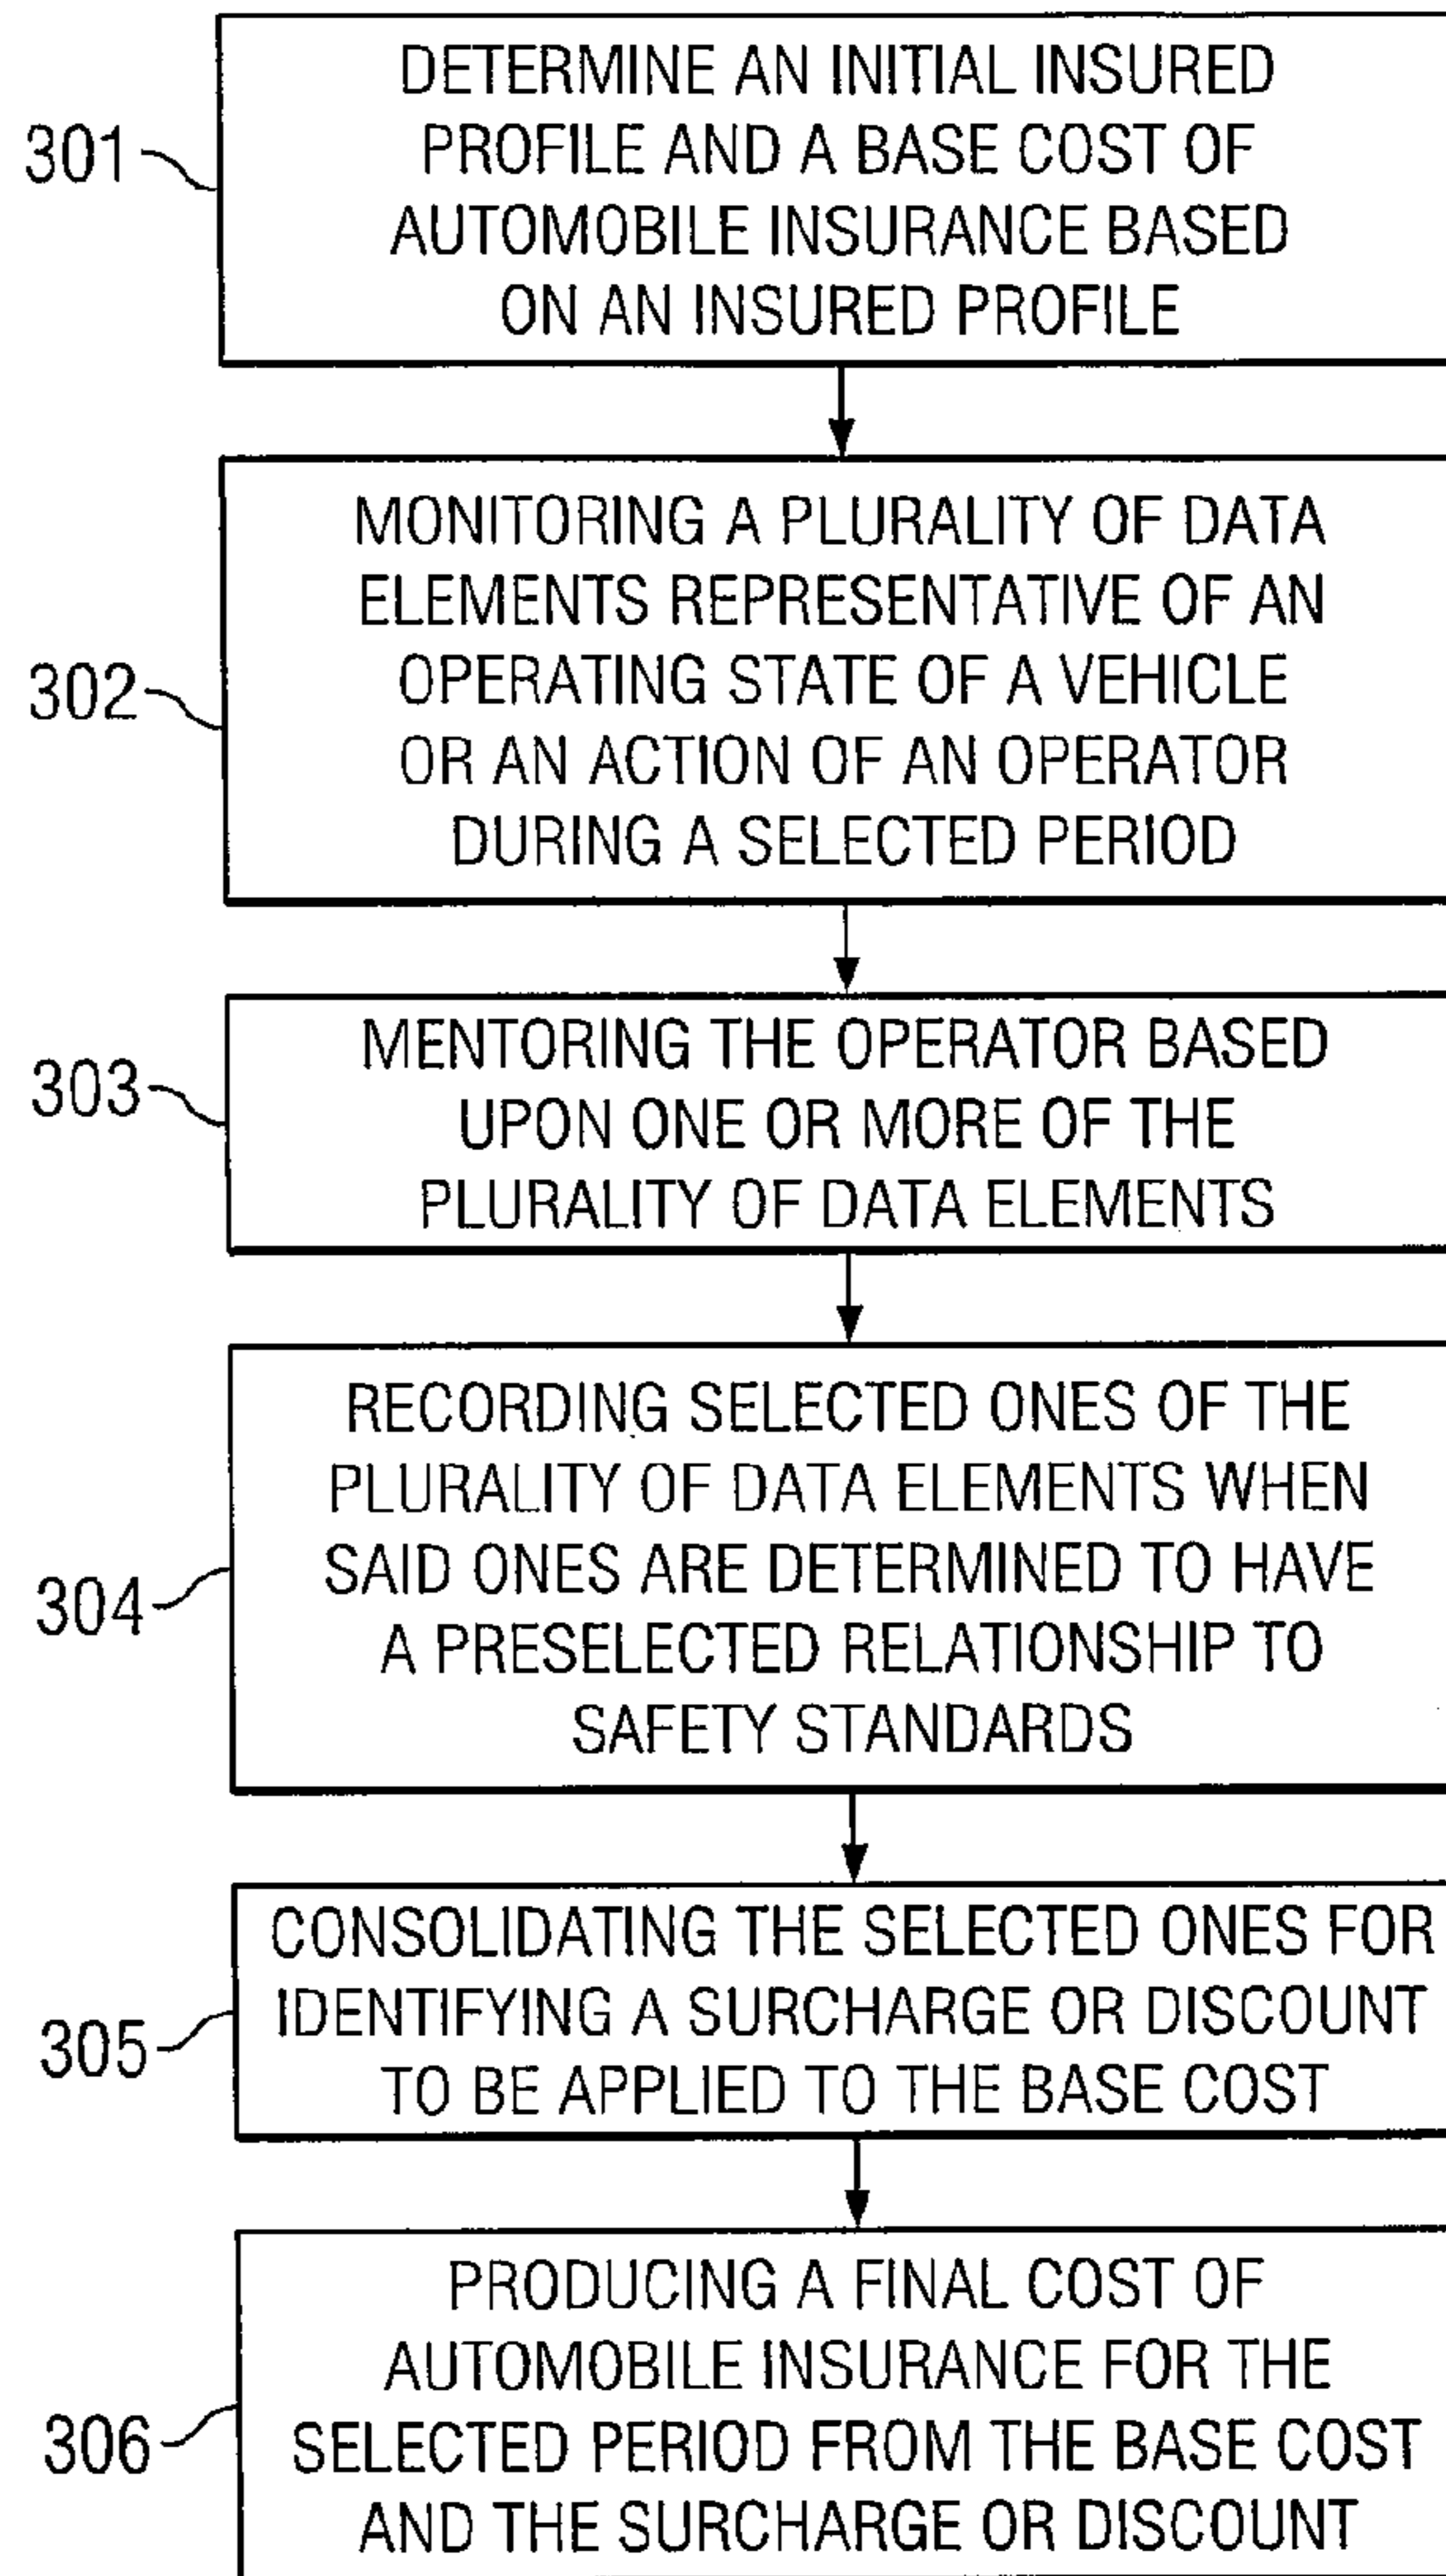 DETERMINE AN INITIAL INSURED
PROFILE AND A BASE COST OF
301
AUTOMOBILE INSURANCE BASED
ON AN INSURED PROFILE
MONITORING A PLURALITY OF DATA
ELEMENTS REPRESENTATIVE OF AN
302
OPERATING STATE OF A VEHICLE
OR AN ACTION OF AN OPERATOR
DURING A SELECTED PERIOD
303
MENTORING THE OPERATOR BASED
UPON ONE OR MORE OF THE
PLURALITY OF DATA ELEMENTS
RECORDING SELECTED ONES OF THE
PLURALITY OF DATA ELEMENTS WHEN
SAID ONES ARE DETERMINED TO HAVE
304
A PRESELECTED RELATIONSHIP TO
SAFETY STANDARDS
CONSOLIDATING THE SELECTED ONES FOR
IDENTIFYING A SURCHARGE OR DISCOUNT
305
TO BE APPLIED TO THE BASE COST
PRODUCING A FINAL COST OF
AUTOMOBILE INSURANCE FOR THE
306
SELECTED PERIOD FROM THE BASE COST
AND THE SURCHARGE OR DISCOUNT